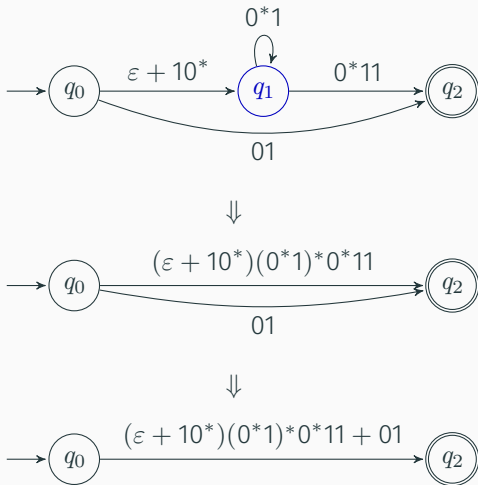 0*1
q₀ ε + 10* q₁ 0*11 q₂
01
⇓
(ε + 10*)(0*1)*0*11
q₀ q₂
01
⇓
(ε + 10*)(0*1)*0*11 + 01
q₀ q₂